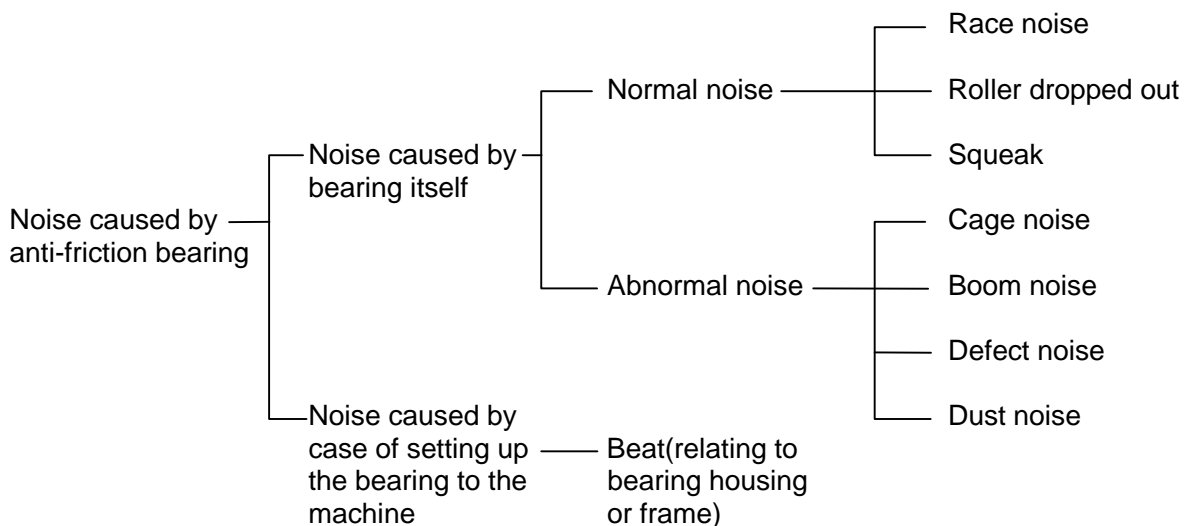 Noise caused by
anti-friction bearing
Noise caused by
bearing itself
Normal noise
Race noise
Roller dropped out
Squeak
Abnormal noise
Cage noise
Boom noise
Defect noise
Dust noise
Noise caused by
case of setting up
the bearing to the
machine
Beat(relating to
bearing housing
or frame)